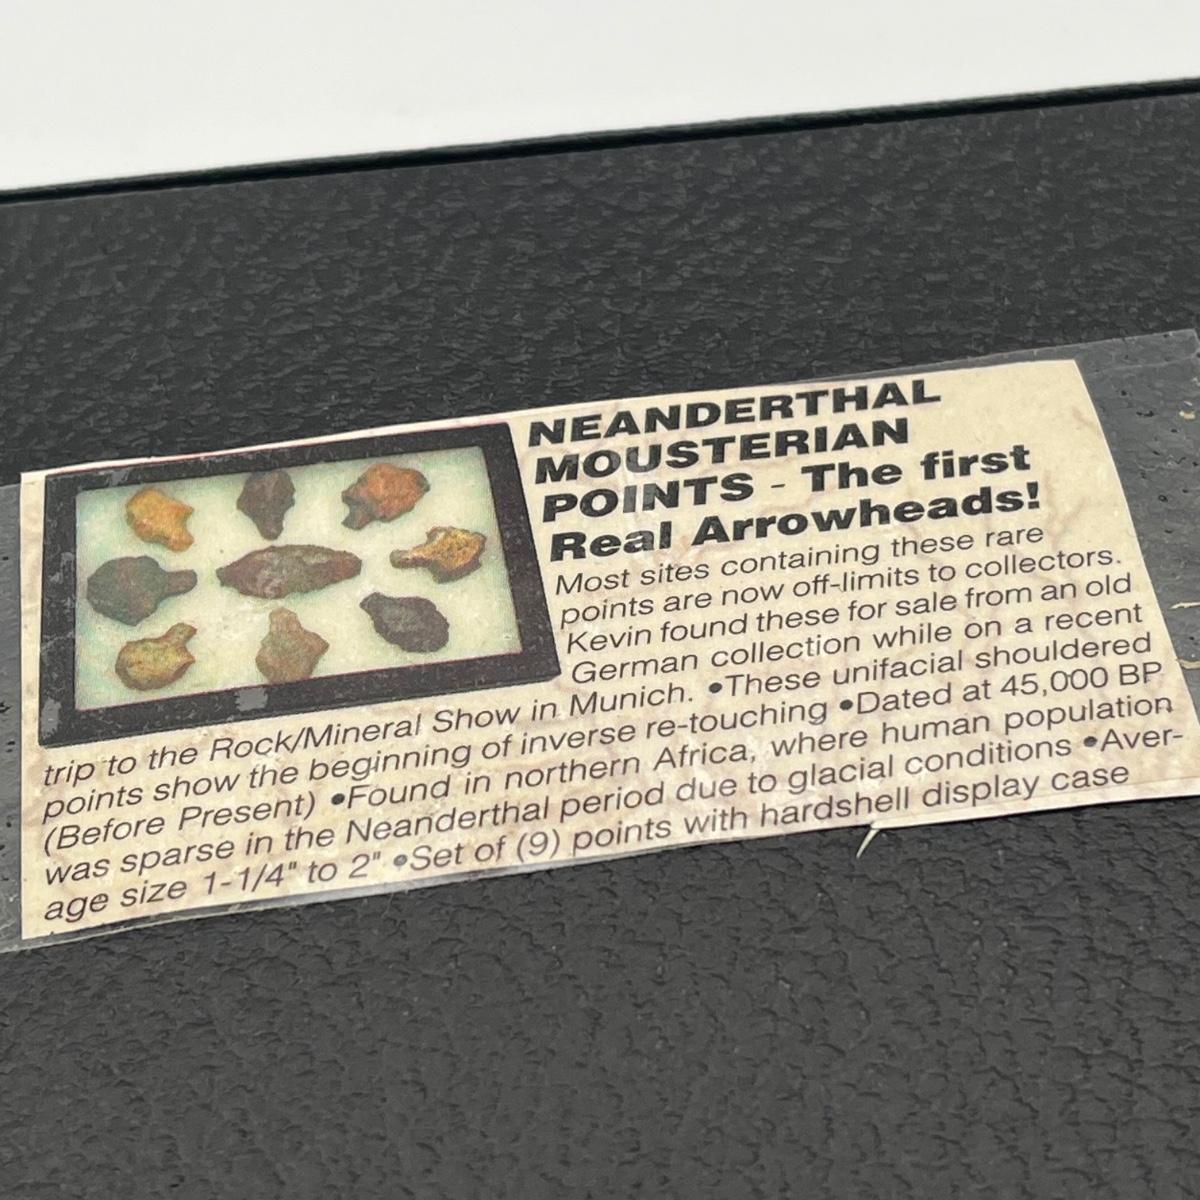 NEANDERTHAL
MOUSTERIAN
POINTS - The first
Real Arrowheads!
Most sites containing these rare
points are now off-limits to collectors.
Kevin found these for sale from an old
German collection while on a recent
trip to the Rock/Mineral Show in Munich. •These unifacial shouldered
points show the beginning of inverse re-touching •Dated at 45,000 BP
(Before Present) •Found in northern Africa, where human population
was sparse in the Neanderthal period due to glacial conditions •Aver-
age size 1-1/4" to 2" •Set of (9) points with hardshell display case